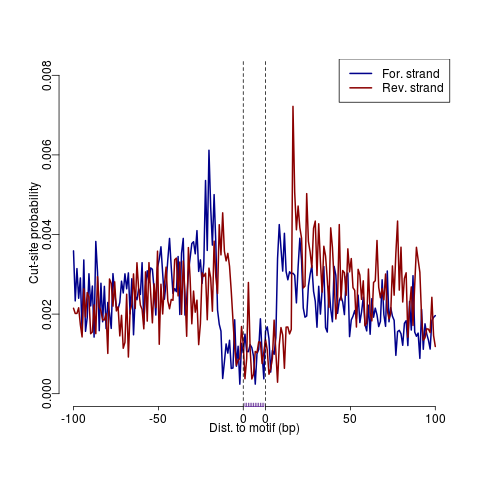 For. strand
Rev. strand
Cut-site probability
0.008
0.006
0.004
0.002
0.000
-100 -50 0 0 50 100
Dist. to motif (bp)